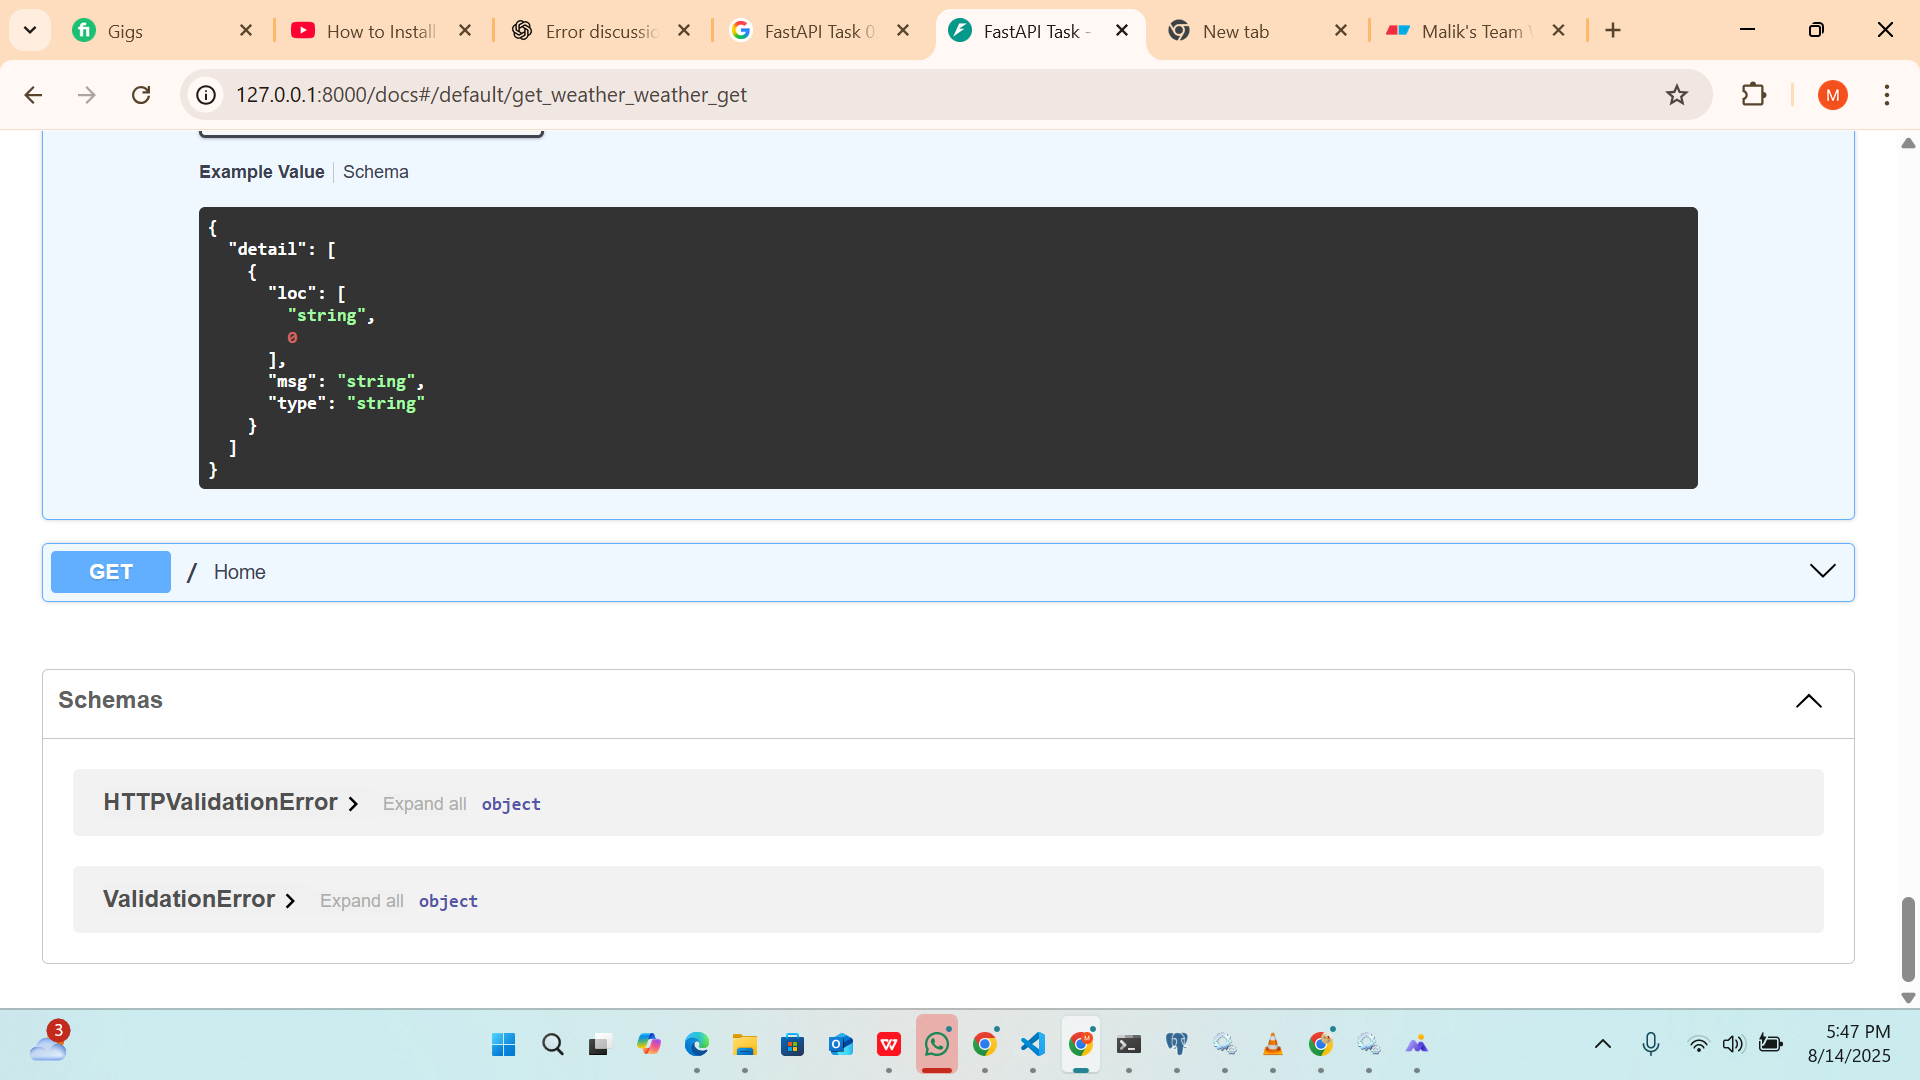 Gigs
How to Install
Error discussio
FastAPI Task 0
FastAPI Task -
New tab
Malik's Team
127.0.0.1:8000/docs#/default/get_weather_weather_get
M
Example Value
Schema
{
"detail": [
{
"loc": [
"string",
0
],
"msg": "string",
"type": "string"
}
]
}
GET / Home
Schemas
HTTPValidationError Expand all object
ValidationError Expand all object
3
5:47 PM
8/14/2025